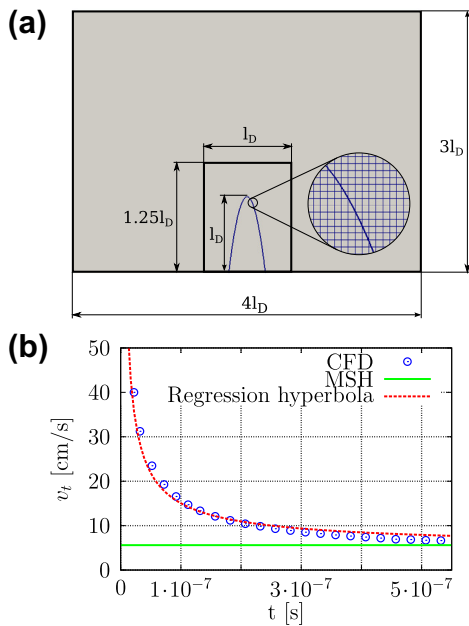 (a)
l_D
1.25l_D
l_D
3l_D
4l_D
(b)
50
40
30
20
10
0
v_t [cm/s]
CFD
MSH
Regression hyperbola
0
1·10^-7
3·10^-7
5·10^-7
t [s]